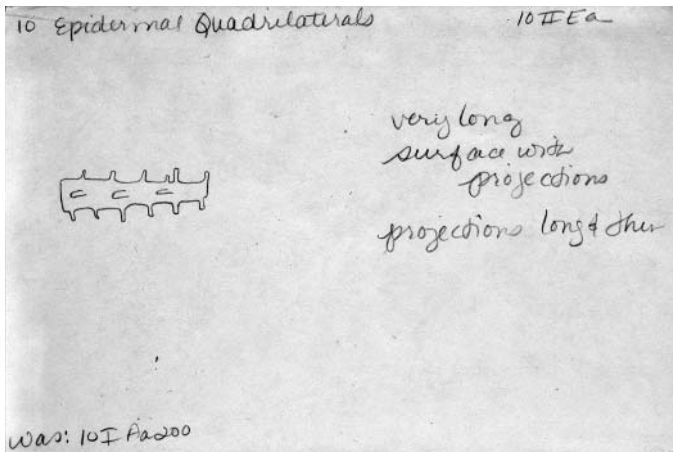 10 Epidermal Quadrilaterals 10 II Ea
very long
surface with
projections
projections long & thin
was: 10 I Aa200